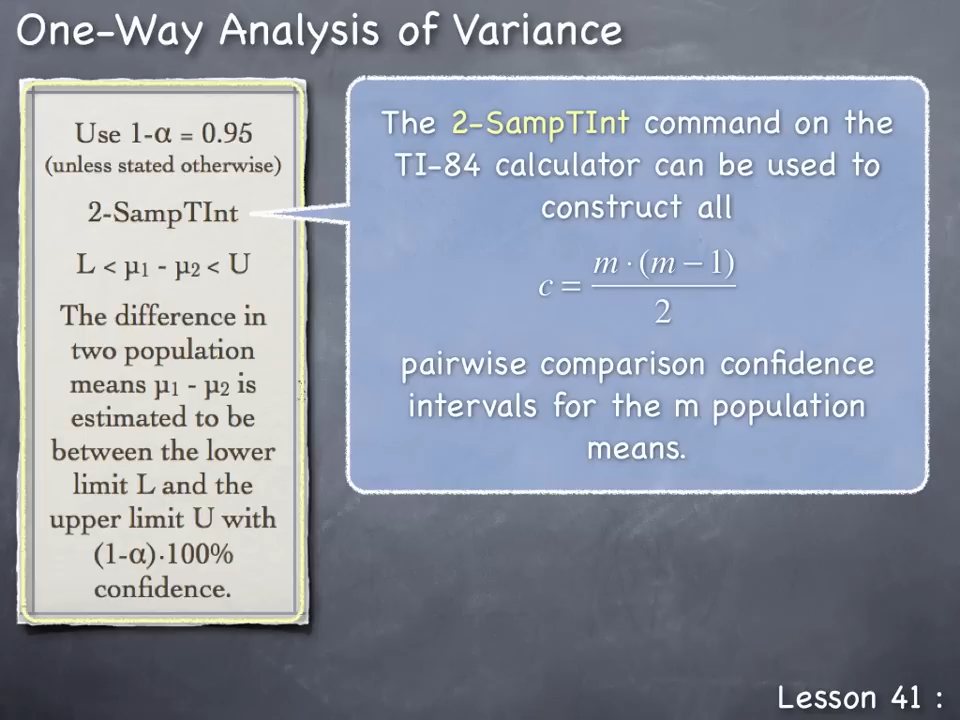 One-Way Analysis of Variance
Use 1-α = 0.95
(unless stated otherwise)
2-SampTInt
L < μ₁ - μ₂ < U
The difference in
two population
means μ₁ - μ₂ is
estimated to be
between the lower
limit L and the
upper limit U with
(1-α)·100%
confidence.
The 2-SampTInt command on the
TI-84 calculator can be used to
construct all
c = m · (m − 1) / 2
pairwise comparison confidence
intervals for the m population
means.
Lesson 41 :